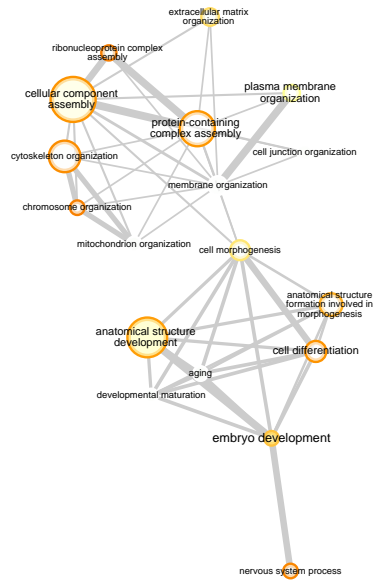 extracellular matrix
organization
ribonucleoprotein complex
assembly
cellular component
assembly
plasma membrane
organization
protein-containing
complex assembly
cytoskeleton organization
cell junction organization
membrane organization
chromosome organization
mitochondrion organization
cell morphogenesis
anatomical structure
formation involved in
morphogenesis
anatomical structure
development
cell differentiation
aging
developmental maturation
embryo development
nervous system process